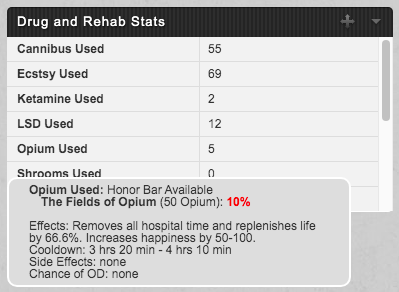 Drug and Rehab Stats
Cannibus Used 55
Ecstsy Used 69
Ketamine Used 2
LSD Used 12
Opium Used 5
Shrooms Used 0
Opium Used: Honor Bar Available
The Fields of Opium (50 Opium): 10%
Effects: Removes all hospital time and replenishes life
by 66.6%. Increases happiness by 50-100.
Cooldown: 3 hrs 20 min - 4 hrs 10 min
Side Effects: none
Chance of OD: none